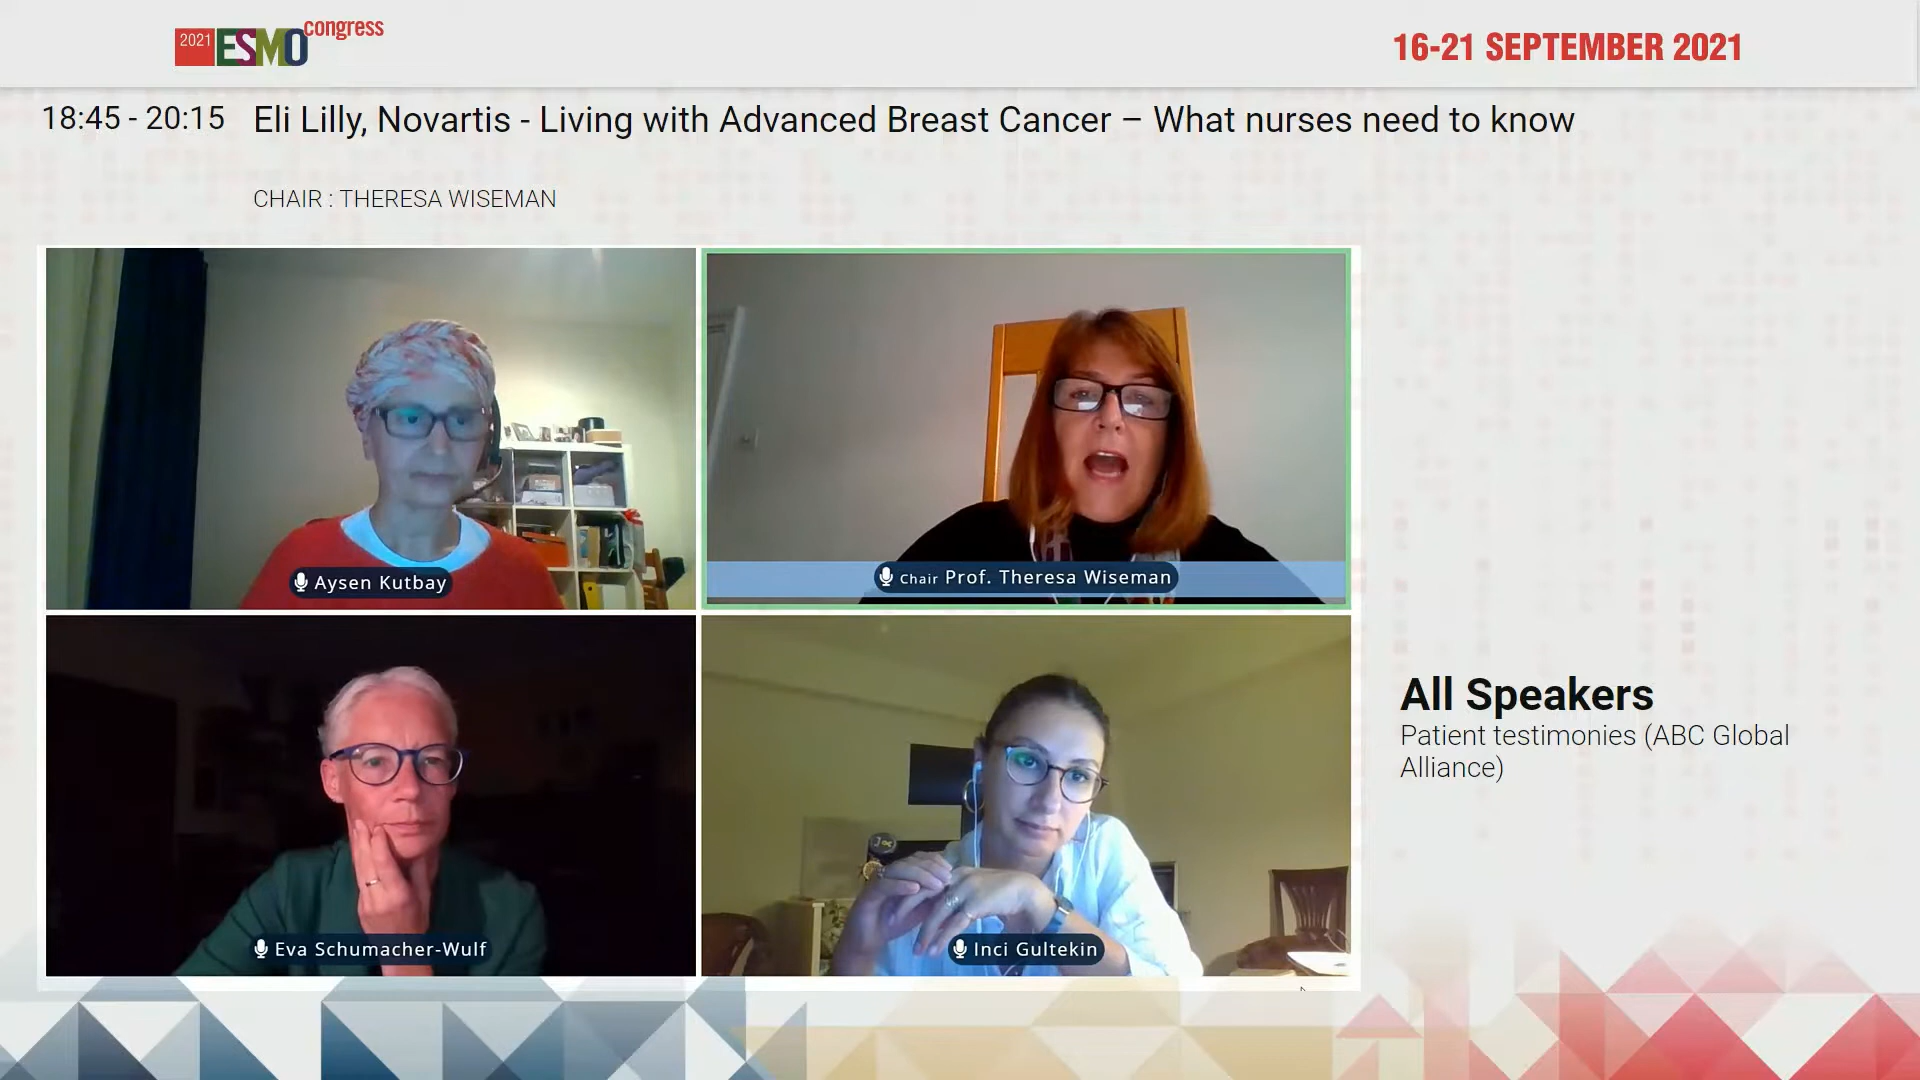 2021 ESMO congress
16-21 SEPTEMBER 2021
18:45 - 20:15 Eli Lilly, Novartis - Living with Advanced Breast Cancer – What nurses need to know
CHAIR : THERESA WISEMAN
Aysen Kutbay
Chair Prof. Theresa Wiseman
Eva Schumacher-Wulf
Inci Gultekin
All Speakers
Patient testimonies (ABC Global
Alliance)